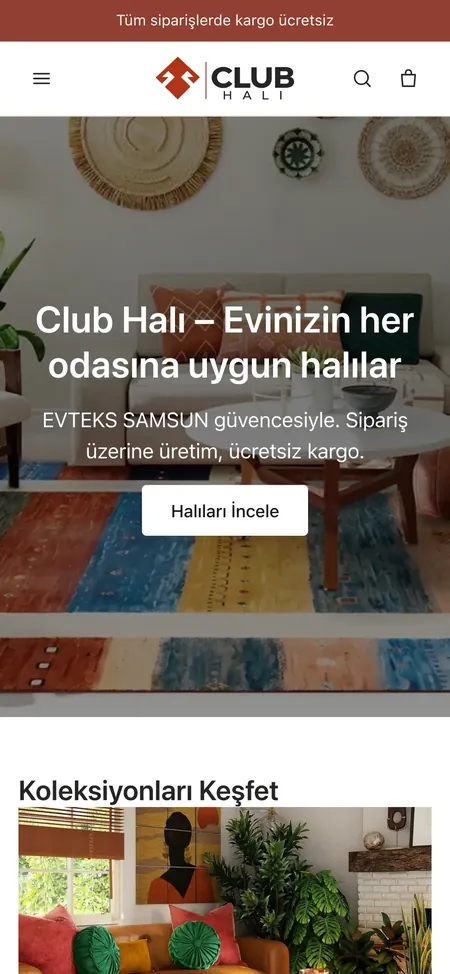 Tüm siparişlerde kargo ücretsiz
CLUB
HALI
Club Halı – Evinizin her
odasına uygun halılar
EVTEKS SAMSUN güvencesiyle. Sipariş
üzerine üretim, ücretsiz kargo.
Halıları İncele
Koleksiyonları Keşfet